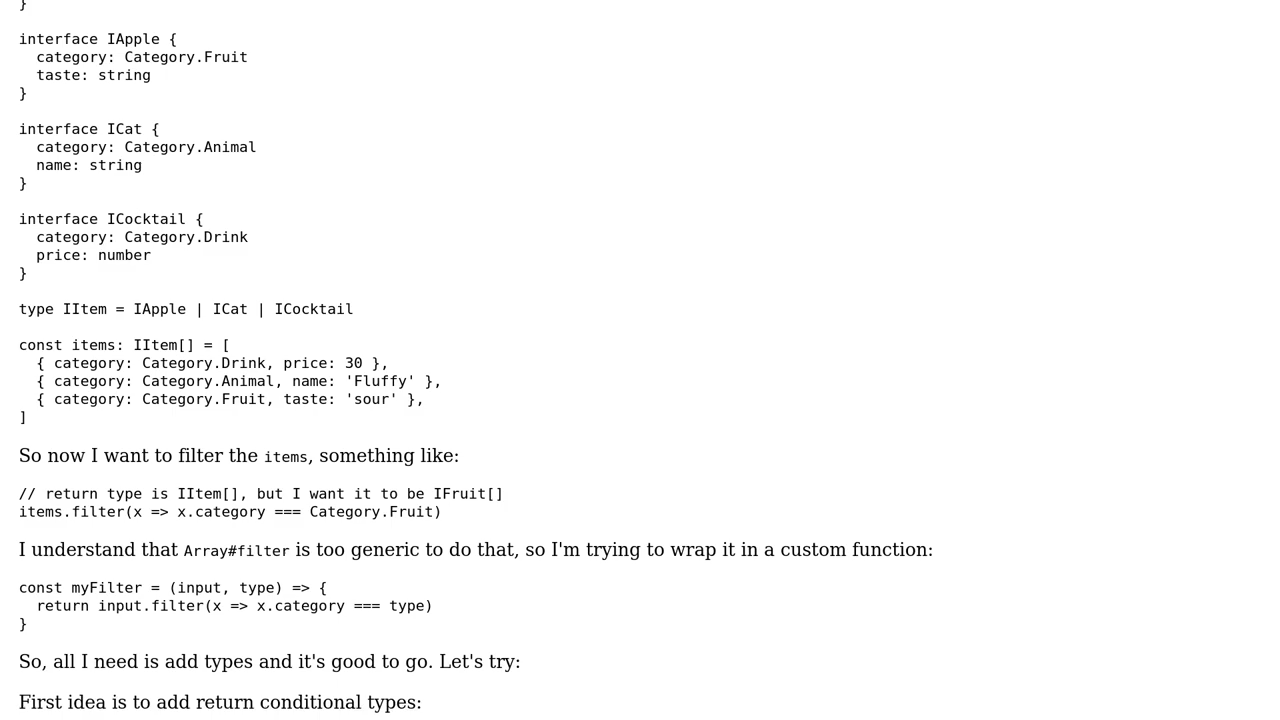 }
interface IApple {
  category: Category.Fruit
  taste: string
}
interface ICat {
  category: Category.Animal
  name: string
}
interface ICocktail {
  category: Category.Drink
  price: number
}
type IItem = IApple | ICat | ICocktail
const items: IItem[] = [
  { category: Category.Drink, price: 30 },
  { category: Category.Animal, name: 'Fluffy' },
  { category: Category.Fruit, taste: 'sour' },
]
So now I want to filter the items, something like:
// return type is IItem[], but I want it to be IFruit[]
items.filter(x => x.category === Category.Fruit)
I understand that Array#filter is too generic to do that, so I'm trying to wrap it in a custom function:
const myFilter = (input, type) => {
  return input.filter(x => x.category === type)
}
So, all I need is add types and it's good to go. Let's try:
First idea is to add return conditional types: